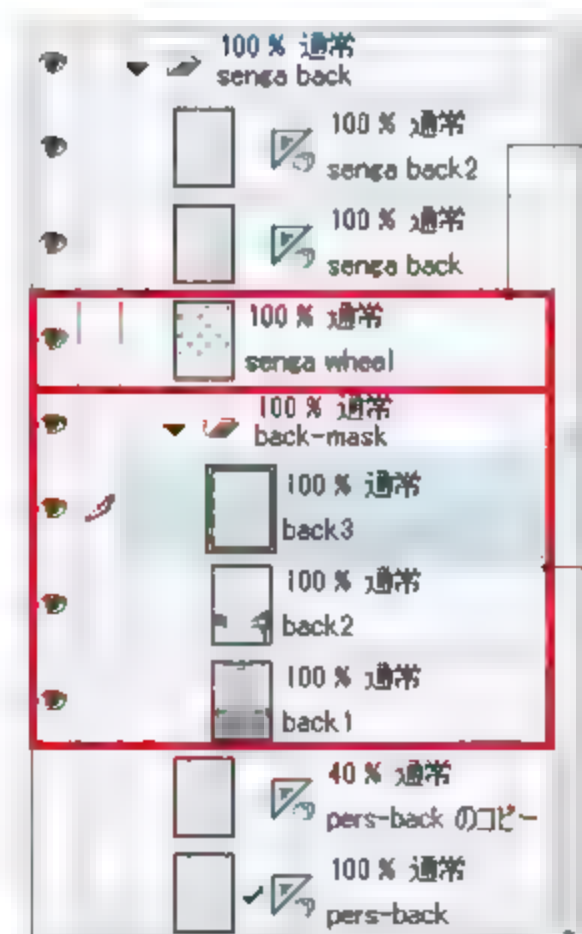 100 % 通常
senga back
100 % 通常
senga back2
100 % 通常
senga back
100 % 通常
senga wheel
100 % 通常
back-mask
100 % 通常
back3
100 % 通常
back2
100 % 通常
back1
40 % 通常
pers-back のコピー
100 % 通常
pers-back